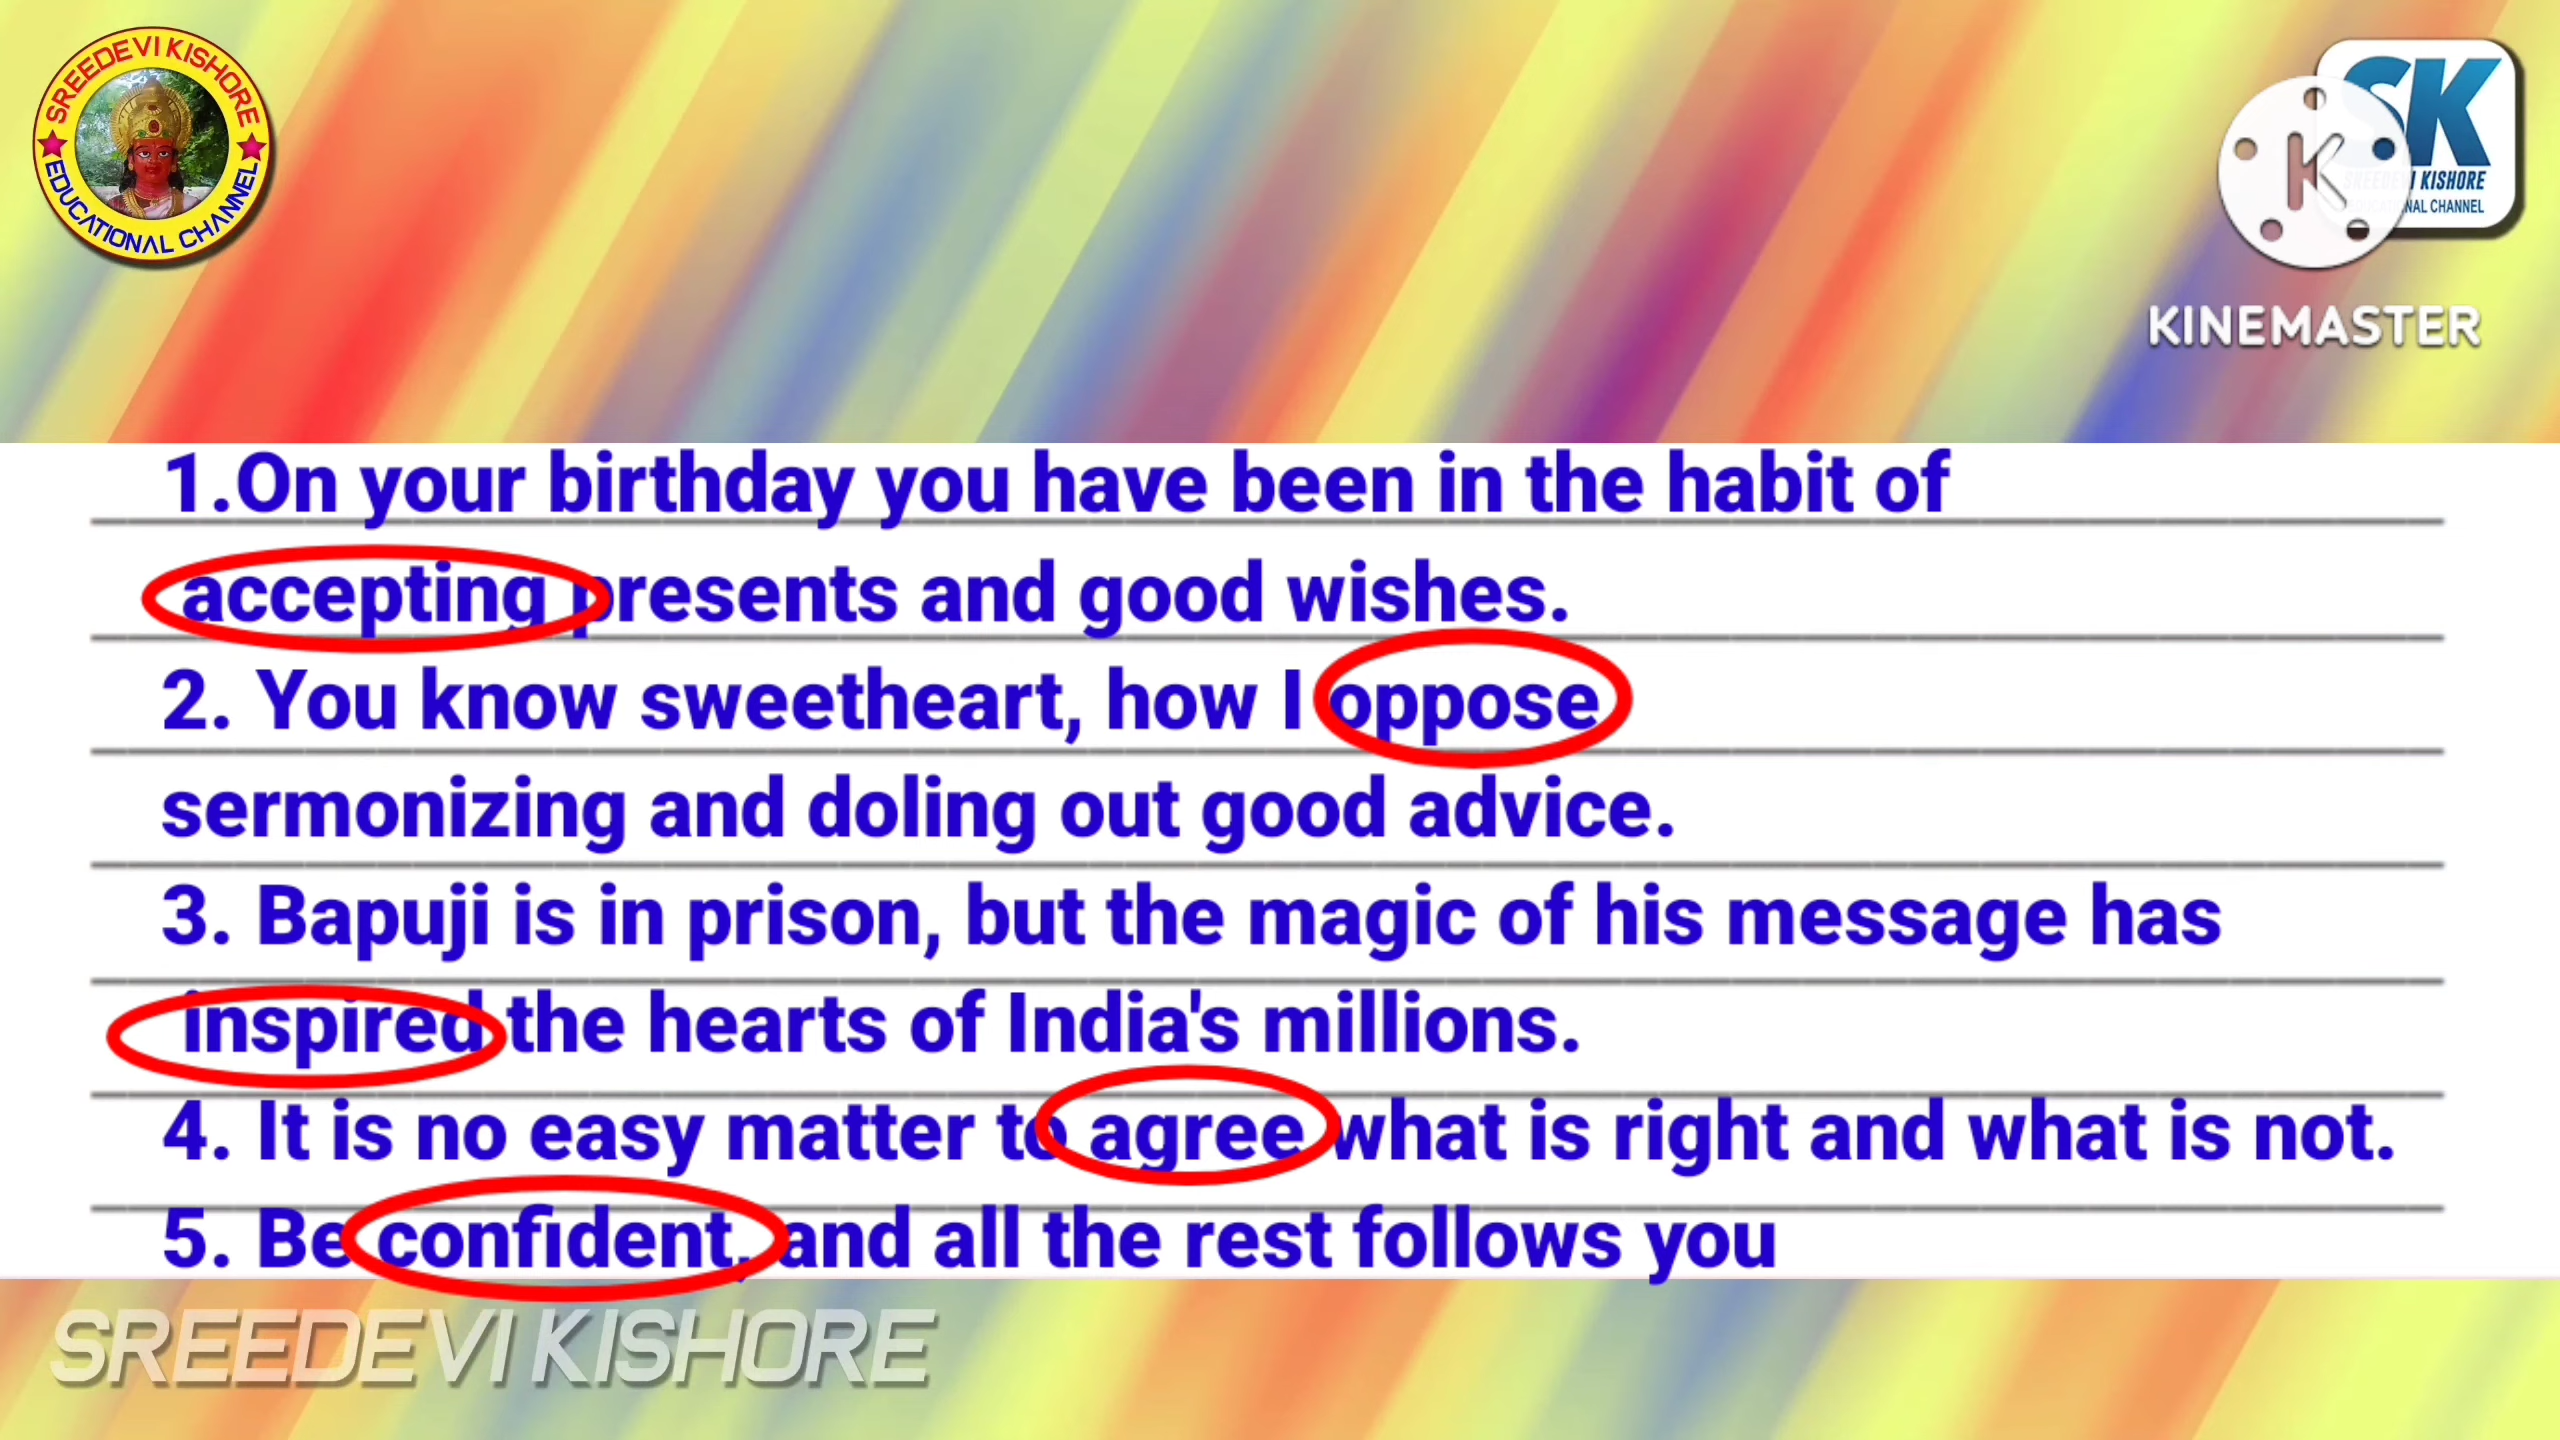 SREEDEVI KISHORE
EDUCATIONAL CHANNEL
SK
I KISHORE
NAL CHANNEL
K
KINEMASTER
1.On your birthday you have been in the habit of
accepting presents and good wishes.
2. You know sweetheart, how I oppose
sermonizing and doling out good advice.
3. Bapuji is in prison, but the magic of his message has
inspired the hearts of India's millions.
4. It is no easy matter to agree what is right and what is not.
5. Be confident, and all the rest follows you
SREEDEVI KISHORE